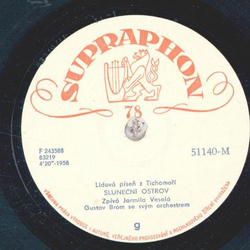 SUPRAPHON
78
F 243588
83219
4'20"-1958
51140-M
Lidová píseň z Tichomoří
SLUNEČNÍ OSTROV
Zpívá Jarmila Veselá
Gustav Brom se svým orchestrem
g